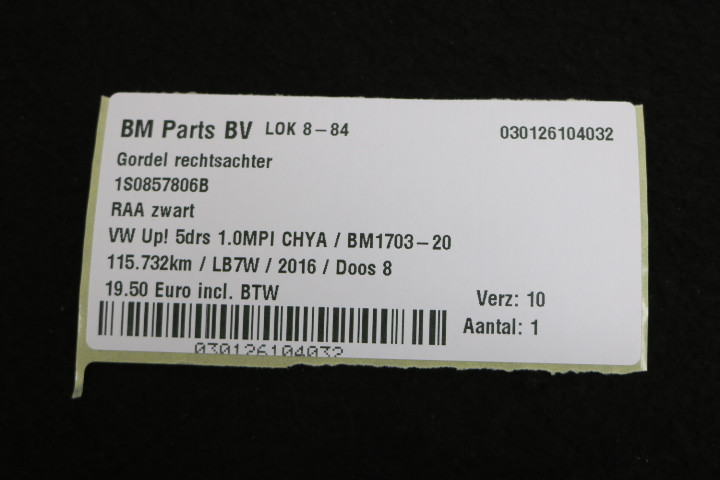 BM Parts BV LOK 8-84 030126104032
Gordel rechtsachter
1S0857806B
RAA zwart
VW Up! 5drs 1.0MPI CHYA / BM1703-20
115.732km / LB7W / 2016 / Doos 8
19.50 Euro incl. BTW Verz: 10
Aantal: 1
030126104032